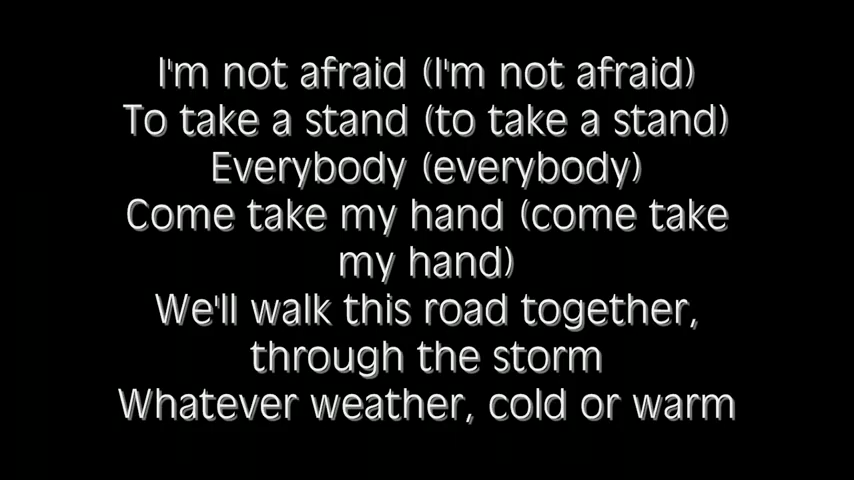 I'm not afraid (I'm not afraid)
To take a stand (to take a stand)
Everybody (everybody)
Come take my hand (come take
my hand)
We'll walk this road together,
through the storm
Whatever weather, cold or warm